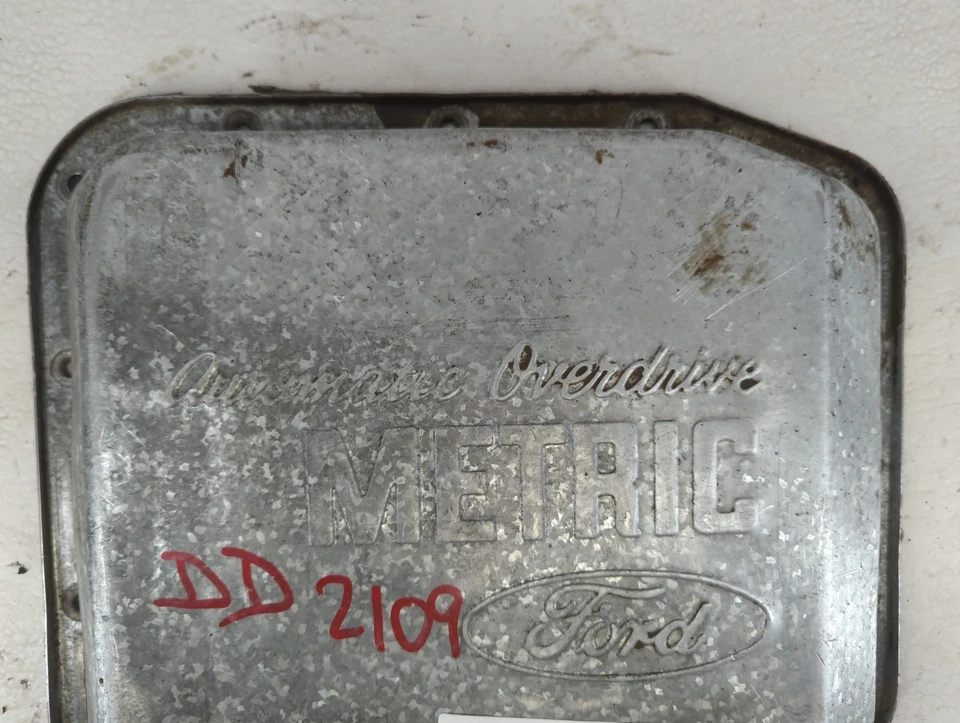 Automatic Overdrive
METRIC
DD 2109
Ford